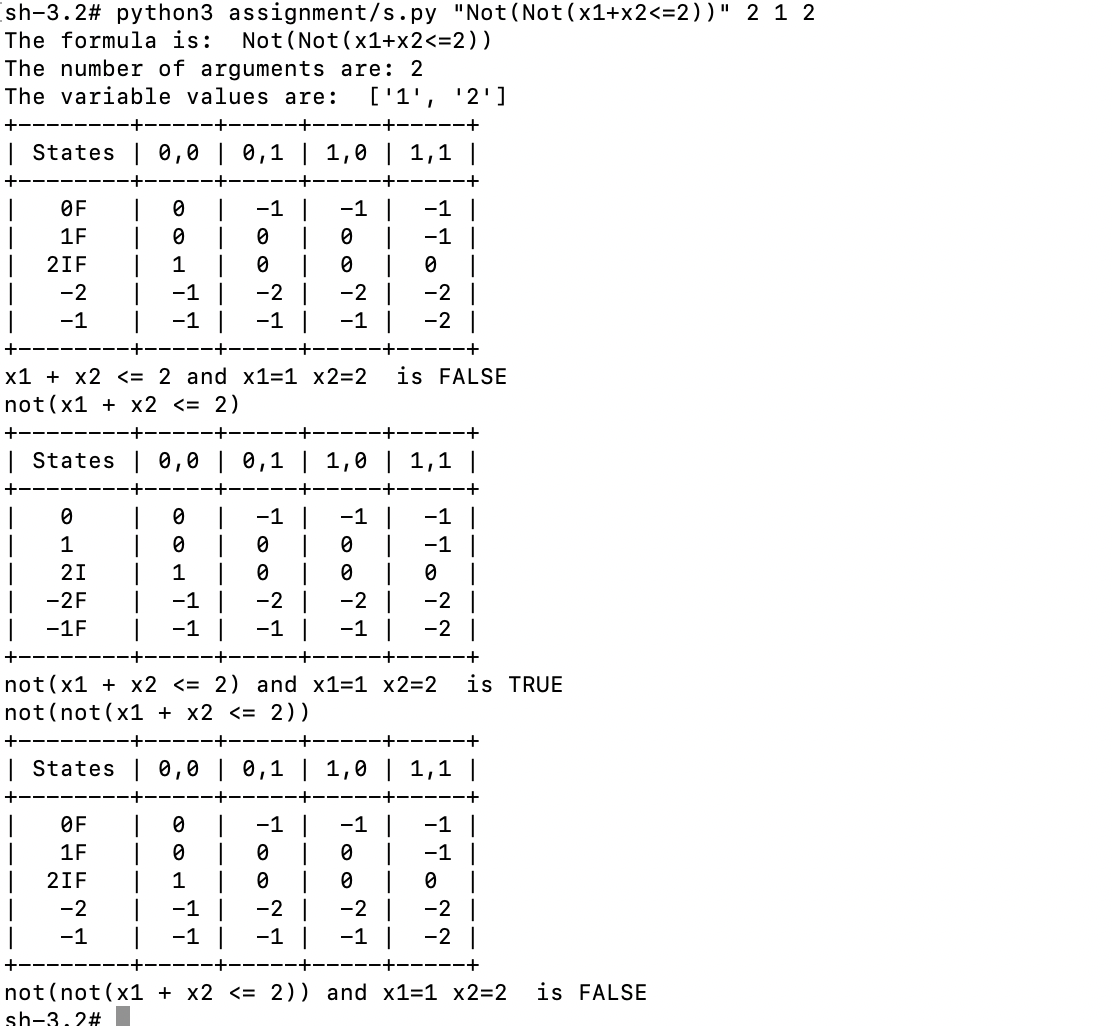 sh-3.2# python3 assignment/s.py "Not(Not(x1+x2<=2))" 2 1 2
The formula is:  Not(Not(x1+x2<=2))
The number of arguments are: 2
The variable values are:  ['1', '2']
+--------+-----+-----+-----+-----+
| States | 0,0 | 0,1 | 1,0 | 1,1 |
+--------+-----+-----+-----+-----+
|   0F   |  0  |  -1 |  -1 |  -1 |
|   1F   |  0  |  0  |  0  |  -1 |
|  2IF   |  1  |  0  |  0  |  0  |
|   -2   |  -1 |  -2 |  -2 |  -2 |
|   -1   |  -1 |  -1 |  -1 |  -2 |
+--------+-----+-----+-----+-----+
x1 + x2 <= 2 and x1=1 x2=2  is FALSE
not(x1 + x2 <= 2)
+--------+-----+-----+-----+-----+
| States | 0,0 | 0,1 | 1,0 | 1,1 |
+--------+-----+-----+-----+-----+
|   0    |  0  |  -1 |  -1 |  -1 |
|   1    |  0  |  0  |  0  |  -1 |
|   2I   |  1  |  0  |  0  |  0  |
|  -2F   |  -1 |  -2 |  -2 |  -2 |
|  -1F   |  -1 |  -1 |  -1 |  -2 |
+--------+-----+-----+-----+-----+
not(x1 + x2 <= 2) and x1=1 x2=2  is TRUE
not(not(x1 + x2 <= 2))
+--------+-----+-----+-----+-----+
| States | 0,0 | 0,1 | 1,0 | 1,1 |
+--------+-----+-----+-----+-----+
|   0F   |  0  |  -1 |  -1 |  -1 |
|   1F   |  0  |  0  |  0  |  -1 |
|  2IF   |  1  |  0  |  0  |  0  |
|   -2   |  -1 |  -2 |  -2 |  -2 |
|   -1   |  -1 |  -1 |  -1 |  -2 |
+--------+-----+-----+-----+-----+
not(not(x1 + x2 <= 2)) and x1=1 x2=2  is FALSE
sh-3.2#